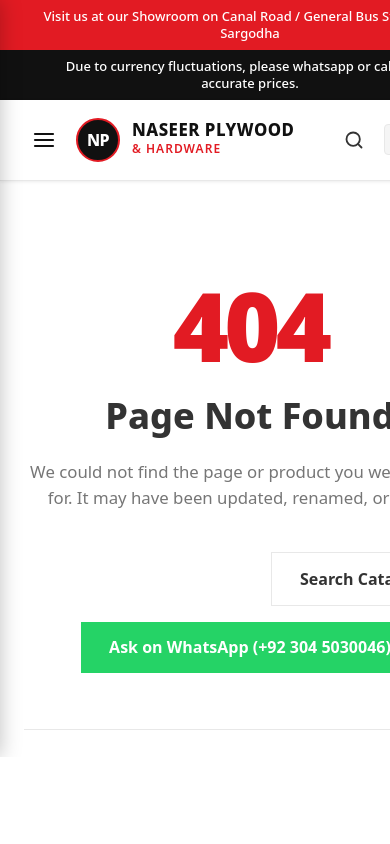 Visit us at our Showroom on Canal Road / General Bus S
Sargodha
Due to currency fluctuations, please whatsapp or cal
accurate prices.
NP
NASEER PLYWOOD
& HARDWARE
404
Page Not Found
We could not find the page or product you we
for. It may have been updated, renamed, or
Search Cata
Ask on WhatsApp (+92 304 5030046)